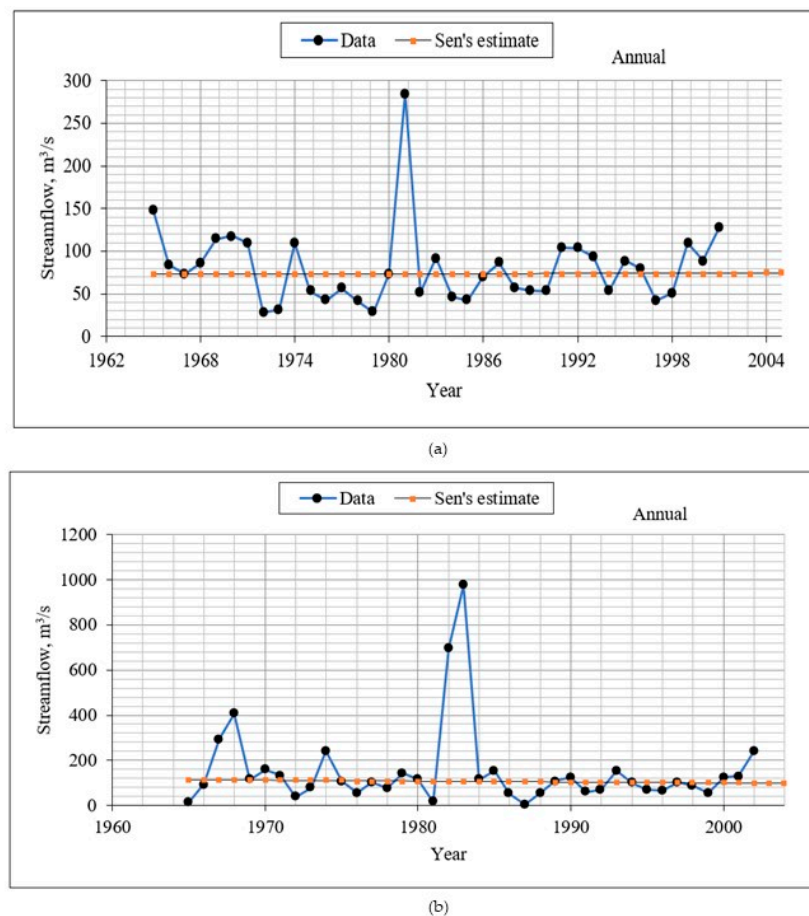 Data Sen's estimate
Annual
300
250
200
150
100
50
0
Streamflow, m³/s
1962 1968 1974 1980 1986 1992 1998 2004
Year
(a)
Data Sen's estimate
Annual
1200
1000
800
600
400
200
0
Streamflow, m³/s
1960 1970 1980 1990 2000
Year
(b)